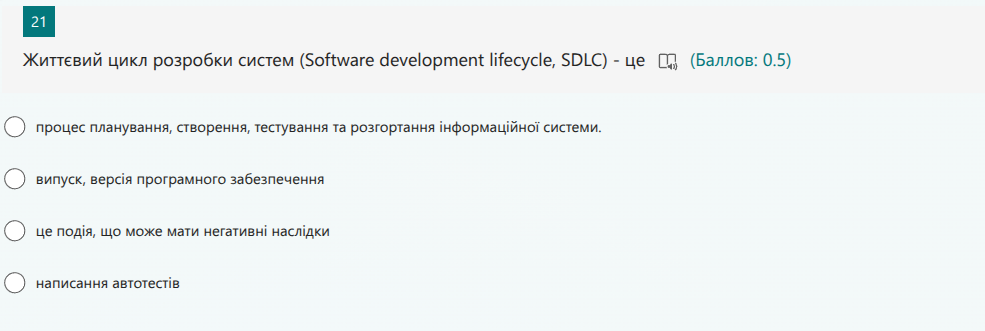 21
Життєвий цикл розробки систем (Software development lifecycle, SDLC) - це (Баллов: 0.5)
процес планування, створення, тестування та розгортання інформаційної системи.
випуск, версія програмного забезпечення
це подія, що може мати негативні наслідки
написання автотестів